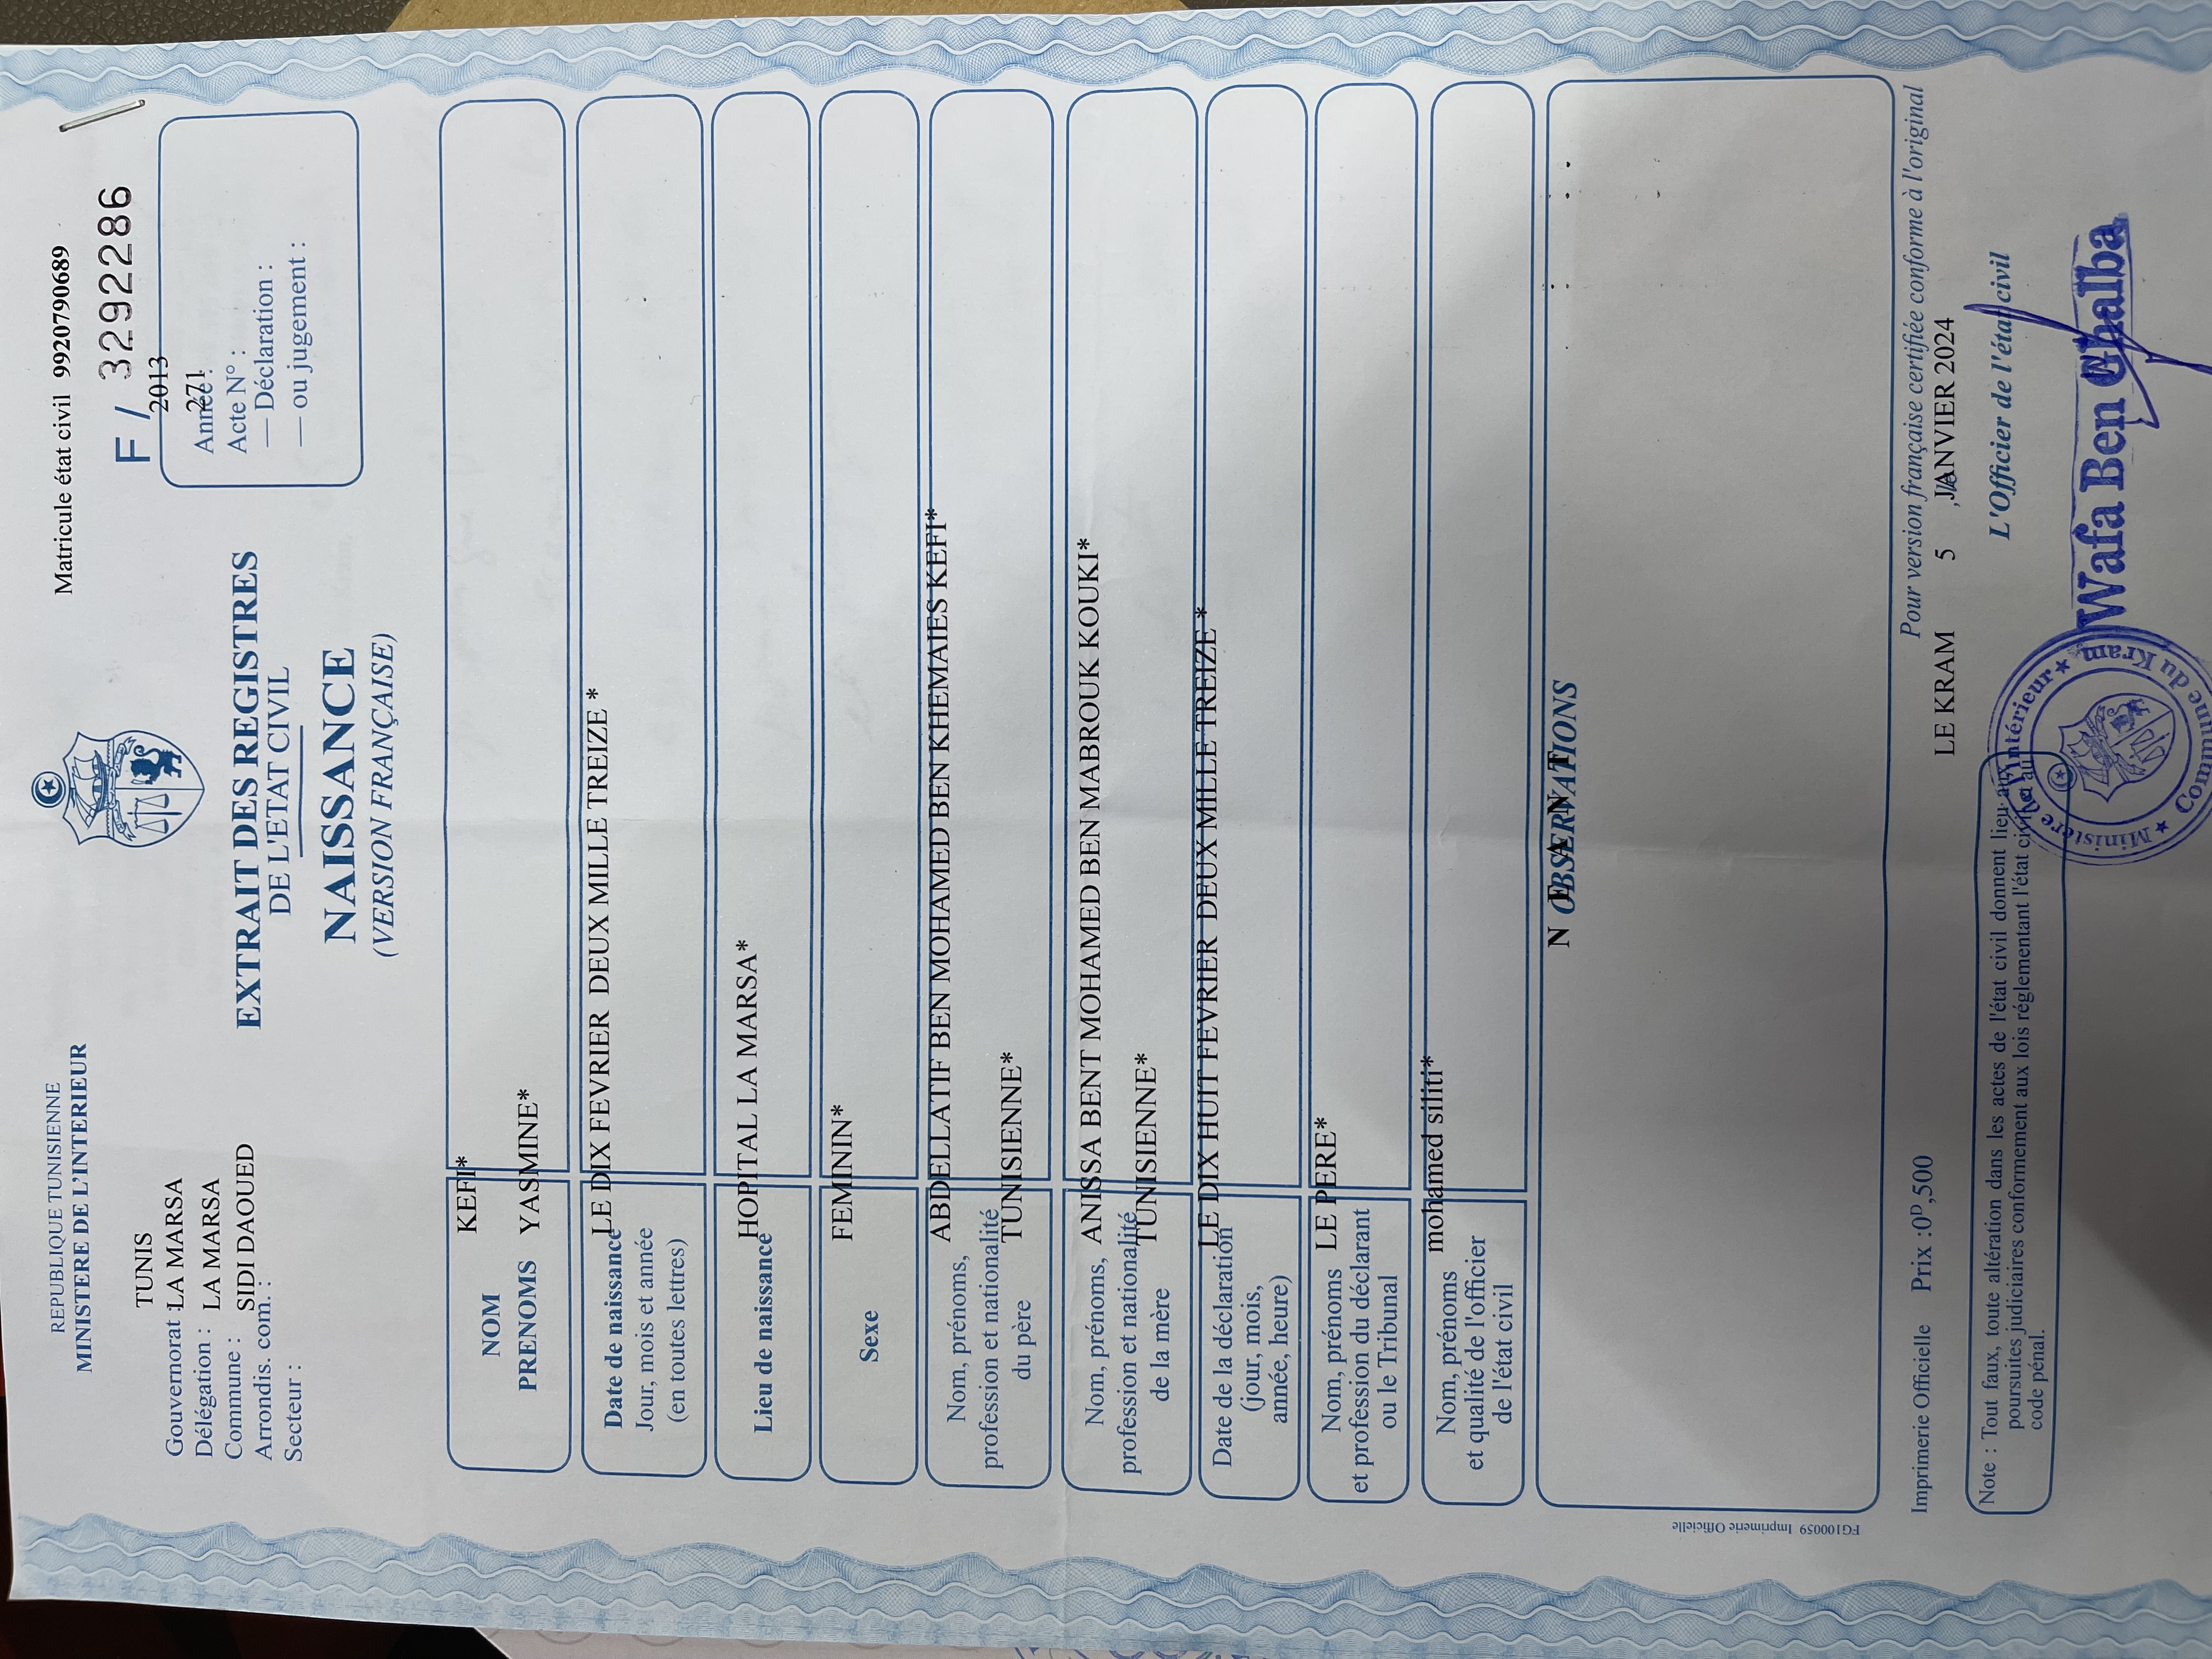 REPUBLIQUE TUNISIENNE
MINISTERE DE L'INTERIEUR
Matricule état civil 9920790689
F / 3292286
TUNIS
Gouvernorat : LA MARSA
Délégation : LA MARSA
Commune : SIDI DAOUED
Arrondis. com. :
Secteur :
2013
271
Année :
Acte N° :
— Déclaration :
— ou jugement :
EXTRAIT DES REGISTRES
DE L'ETAT CIVIL
NAISSANCE
(VERSION FRANÇAISE)
NOM KEFI*
PRENOMS YASMINE*
Date de naissance LE DIX FEVRIER DEUX MILLE TREIZE *
Jour, mois et année
(en toutes lettres)
Lieu de naissance HOPITAL LA MARSA*
Sexe FEMININ*
Nom, prénoms, ABDELLATIF BEN MOHAMED BEN KHEMAIES KEFI*
profession et nationalité TUNISIENNE*
du père
Nom, prénoms, ANISSA BENT MOHAMED BEN MABROUK KOUKI*
profession et nationalité TUNISIENNE*
de la mère
Date de la déclaration LE DIX HUIT FEVRIER DEUX MILLE TREIZE *
(jour, mois,
année, heure)
Nom, prénoms LE PERE*
et profession du déclarant
ou le Tribunal
Nom, prénoms mohamed siliti*
et qualité de l'officier
de l'état civil
OBSERVATIONS
N E A N T
FG100059 Imprimerie Officielle
Imprimerie Officielle Prix : 0D,500
Pour version française certifiée conforme à l'original
LE KRAM 5 , JANVIER 2024
L'Officier de l'état civil
Wafa Ben Ghalba
Note : Tout faux, toute altération dans les actes de l'état civil donnent lieu aux
poursuites judiciaires conformément aux lois réglementant l'état civil et au
code pénal.
★ Ministère de l'Intérieur ★
Commune du Kram